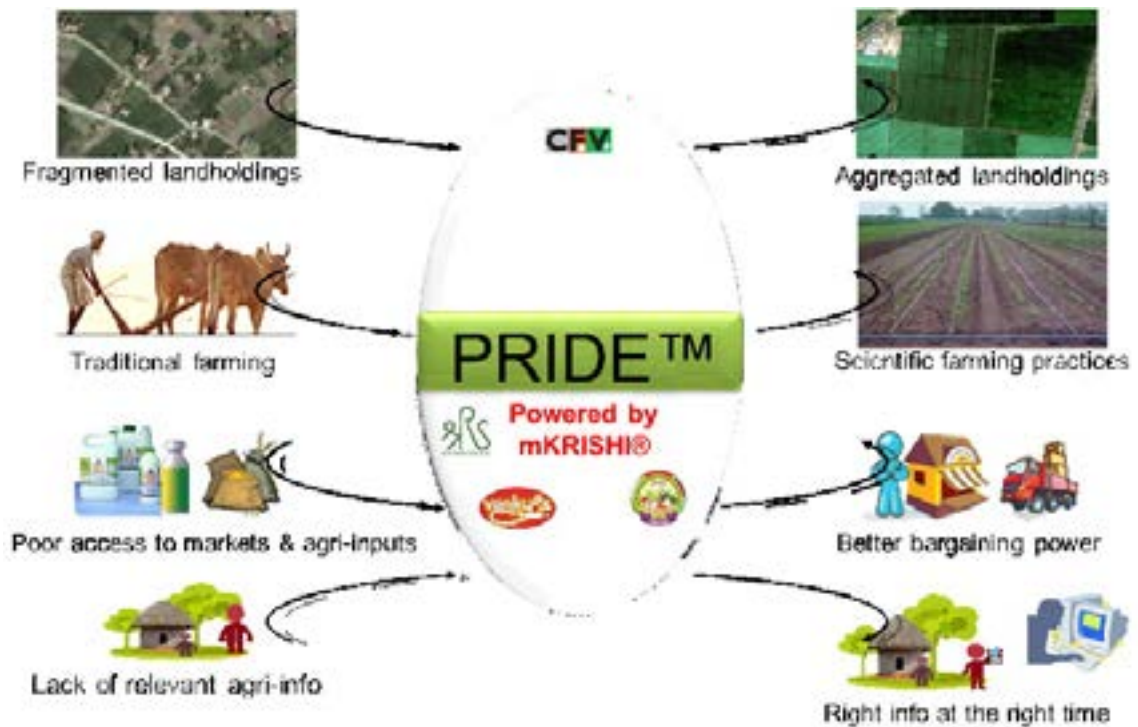 CFV
Fragmented landholdings
Aggregated landholdings
Traditional farming
Scientific farming practices
PRIDE™
Powered by
mKRISHI®
Poor access to markets & agri-inputs
Better bargaining power
Lack of relevant agri-info
Right info at the right time